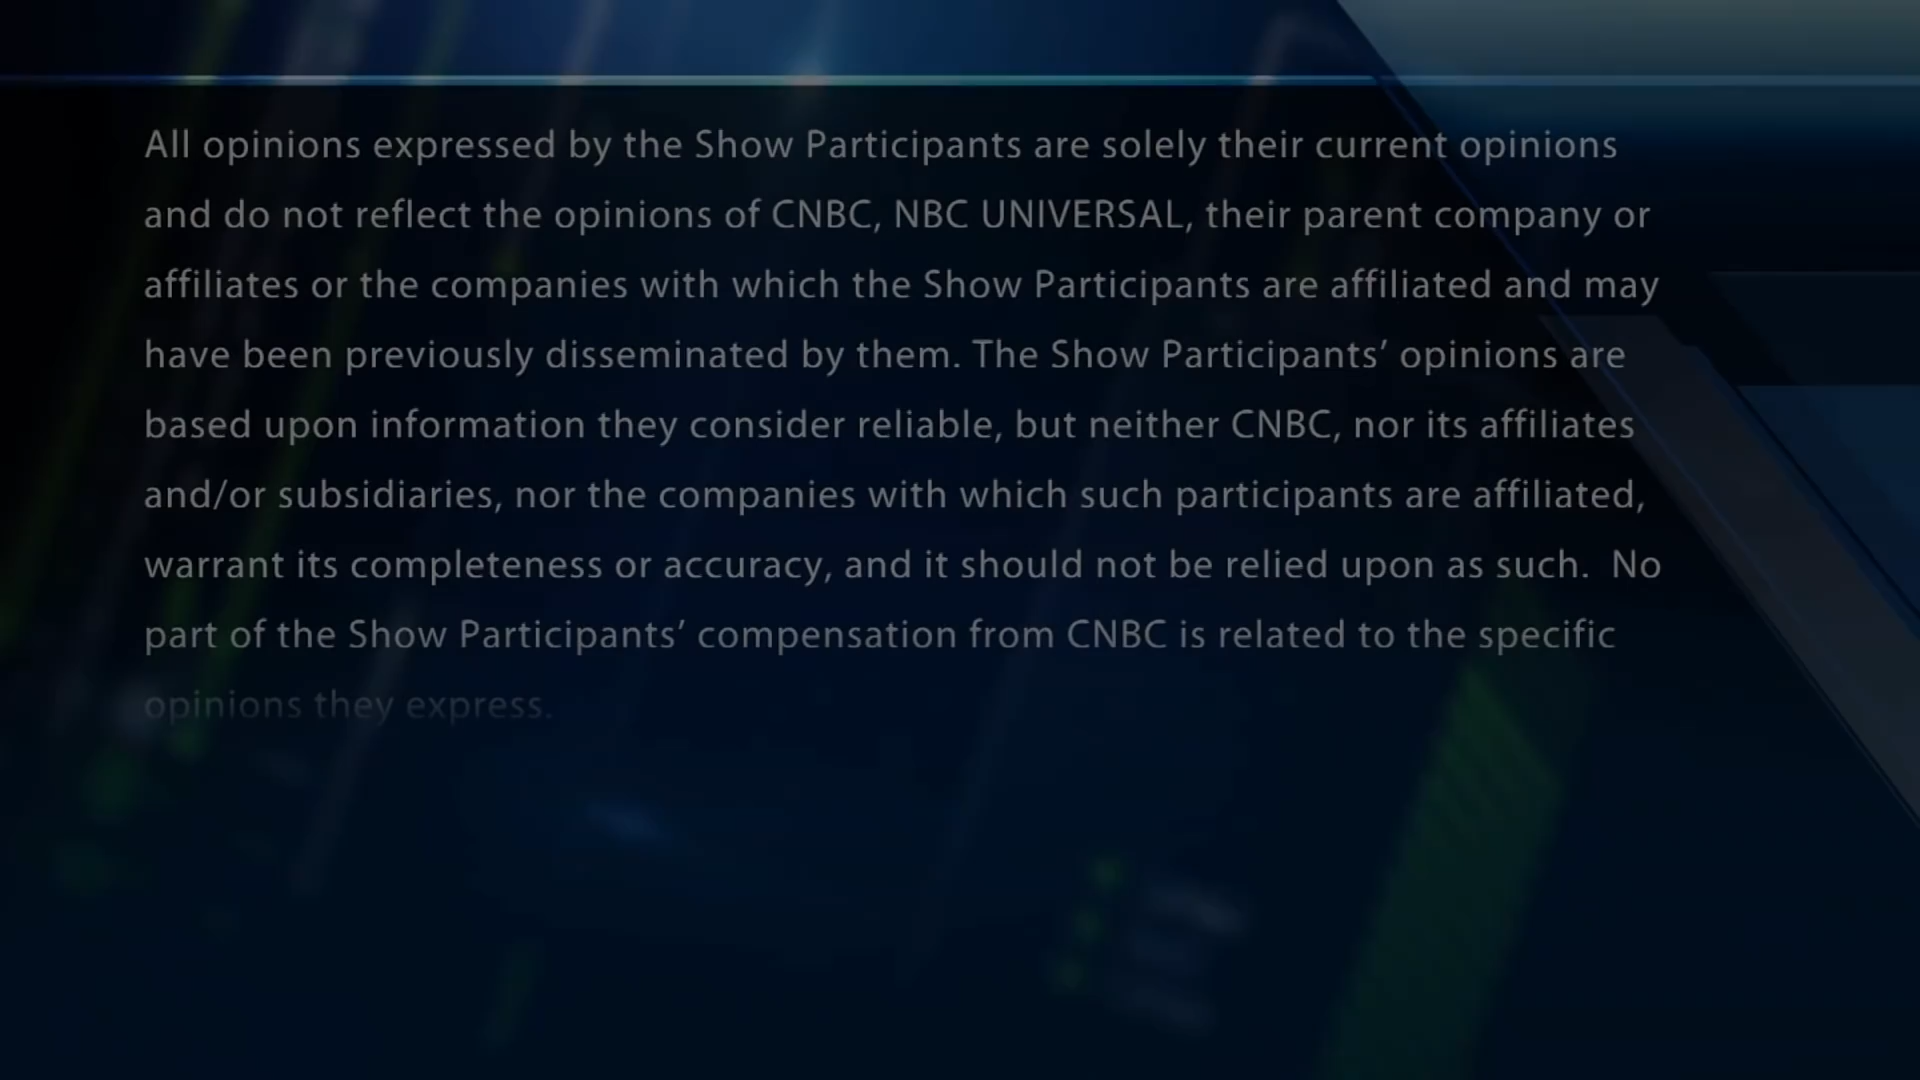 All opinions expressed by the Show Participants are solely their current opinions
and do not reflect the opinions of CNBC, NBC UNIVERSAL, their parent company or
affiliates or the companies with which the Show Participants are affiliated and may
have been previously disseminated by them. The Show Participants’ opinions are
based upon information they consider reliable, but neither CNBC, nor its affiliates
and/or subsidiaries, nor the companies with which such participants are affiliated,
warrant its completeness or accuracy, and it should not be relied upon as such.  No
part of the Show Participants’ compensation from CNBC is related to the specific
opinions they express.